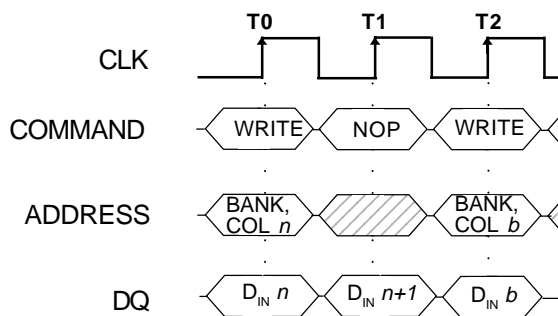 T0 T1 T2
CLK
COMMAND WRITE NOP WRITE
ADDRESS BANK, COL n BANK, COL b
DQ DIN n DIN n+1 DIN b